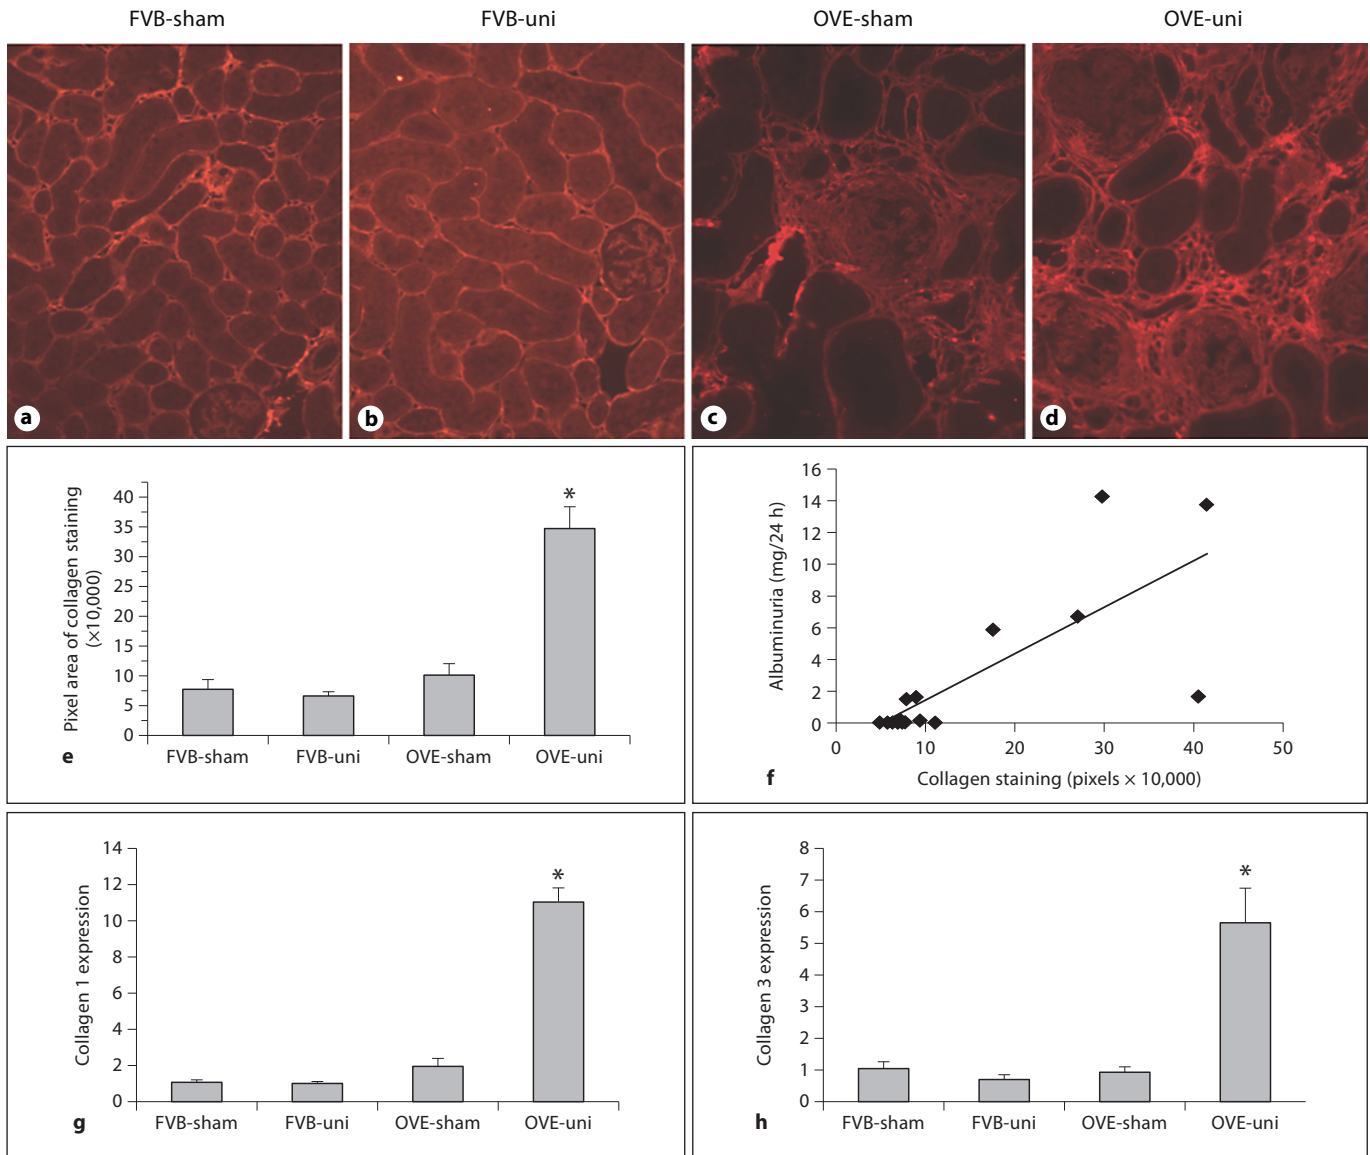 FVB-sham FVB-uni OVE-sham OVE-uni
a b c d
Pixel area of collagen staining
(×10,000)
40
35
30
25
20
15
10
5
0
*
FVB-sham FVB-uni OVE-sham OVE-uni
e
Albuminuria (mg/24 h)
16
14
12
10
8
6
4
2
0
0 10 20 30 40 50
Collagen staining (pixels × 10,000)
f
Collagen 1 expression
14
12
10
8
6
4
2
0
*
FVB-sham FVB-uni OVE-sham OVE-uni
g
Collagen 3 expression
8
7
6
5
4
3
2
1
0
*
FVB-sham FVB-uni OVE-sham OVE-uni
h